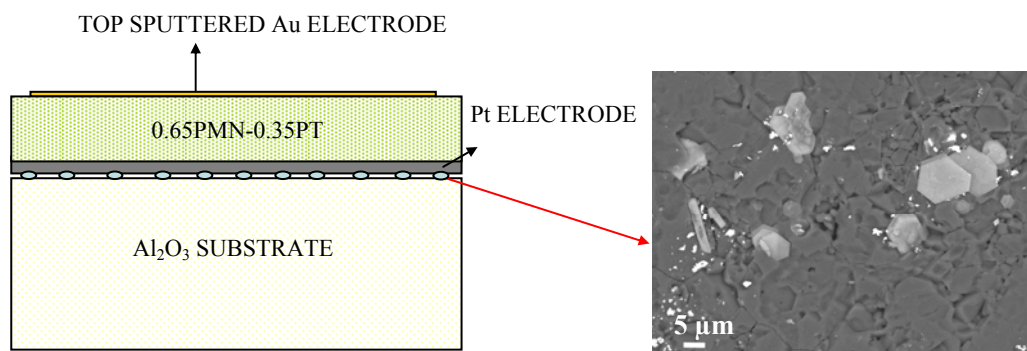 TOP SPUTTERED Au ELECTRODE
Pt ELECTRODE
0.65PMN-0.35PT
Al₂O₃ SUBSTRATE
5 µm